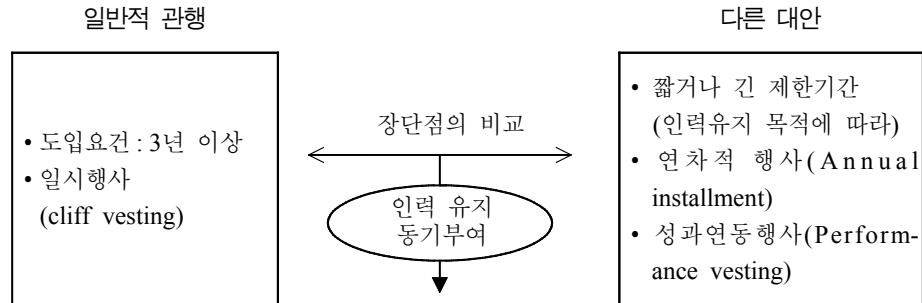 일반적 관행
• 도입요건 : 3년 이상
• 일시행사
(cliff vesting)
장단점의 비교
인력 유지
동기부여
다른 대안
• 짧거나 긴 제한기간
(인력유지 목적에 따라)
• 연차적 행사(Annual
installment)
• 성과연동행사(Perform-
ance vesting)